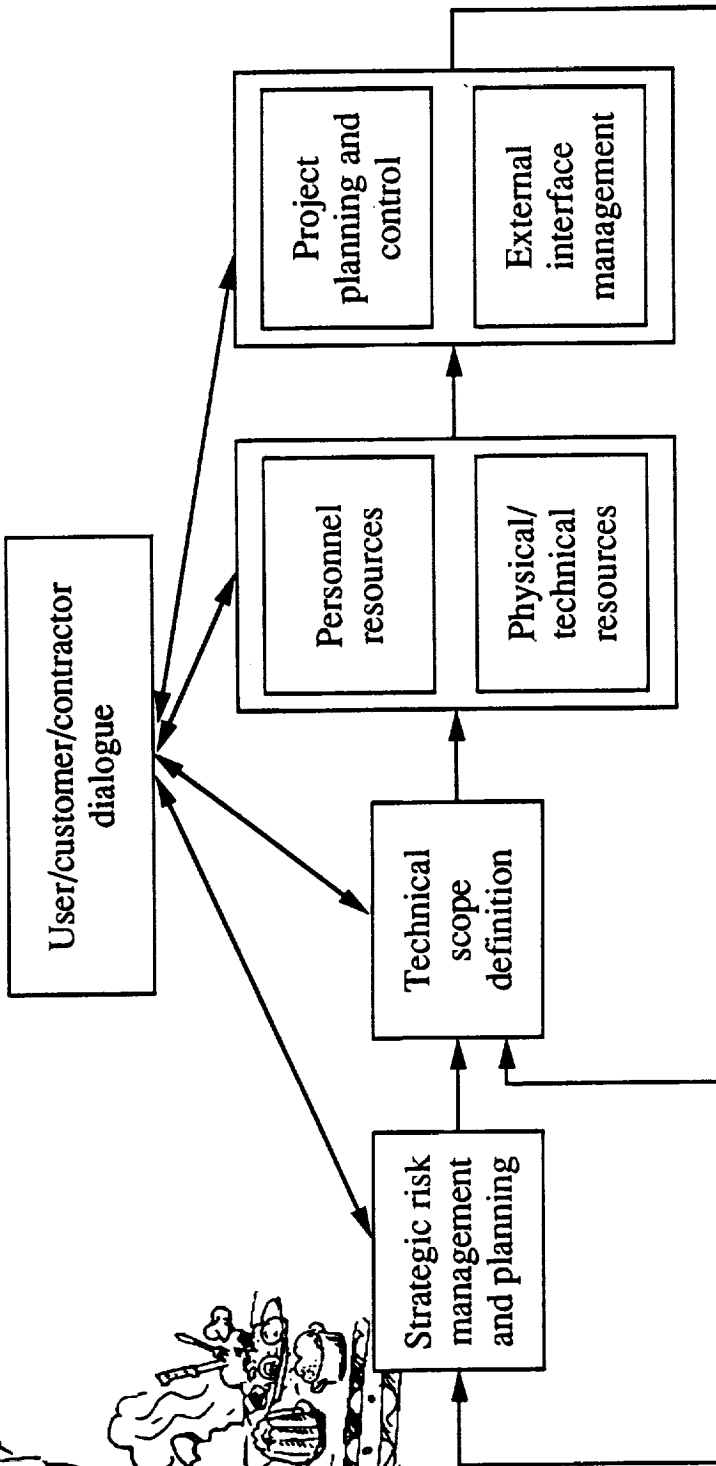 User/customer/contractor
dialogue
Strategic risk
management
and planning
Technical
scope
definition
Personnel
resources
Physical/
technical
resources
Project
planning and
control
External
interface
management